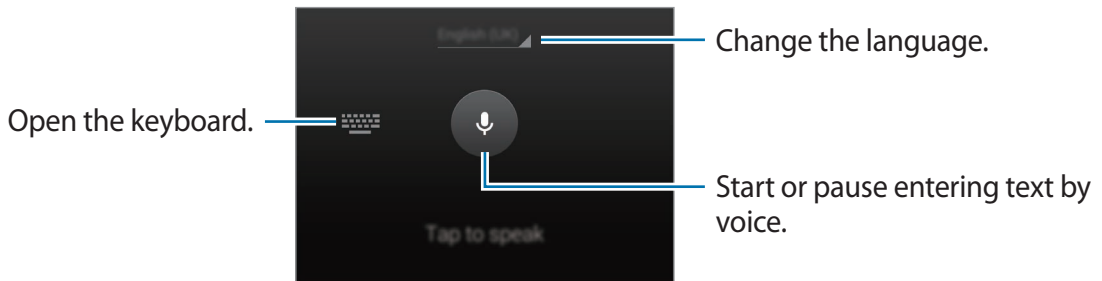 English (UK)
Change the language.
Open the keyboard.
Start or pause entering text by
voice.
Tap to speak